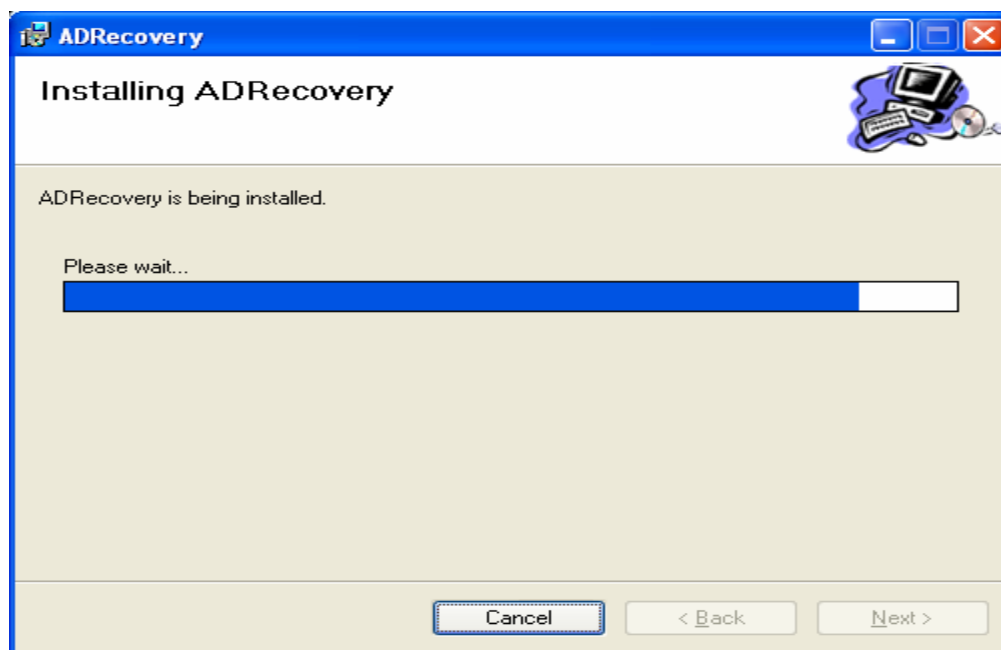 ADRecovery
Installing ADRecovery
ADRecovery is being installed.
Please wait...
Cancel
< Back
Next >